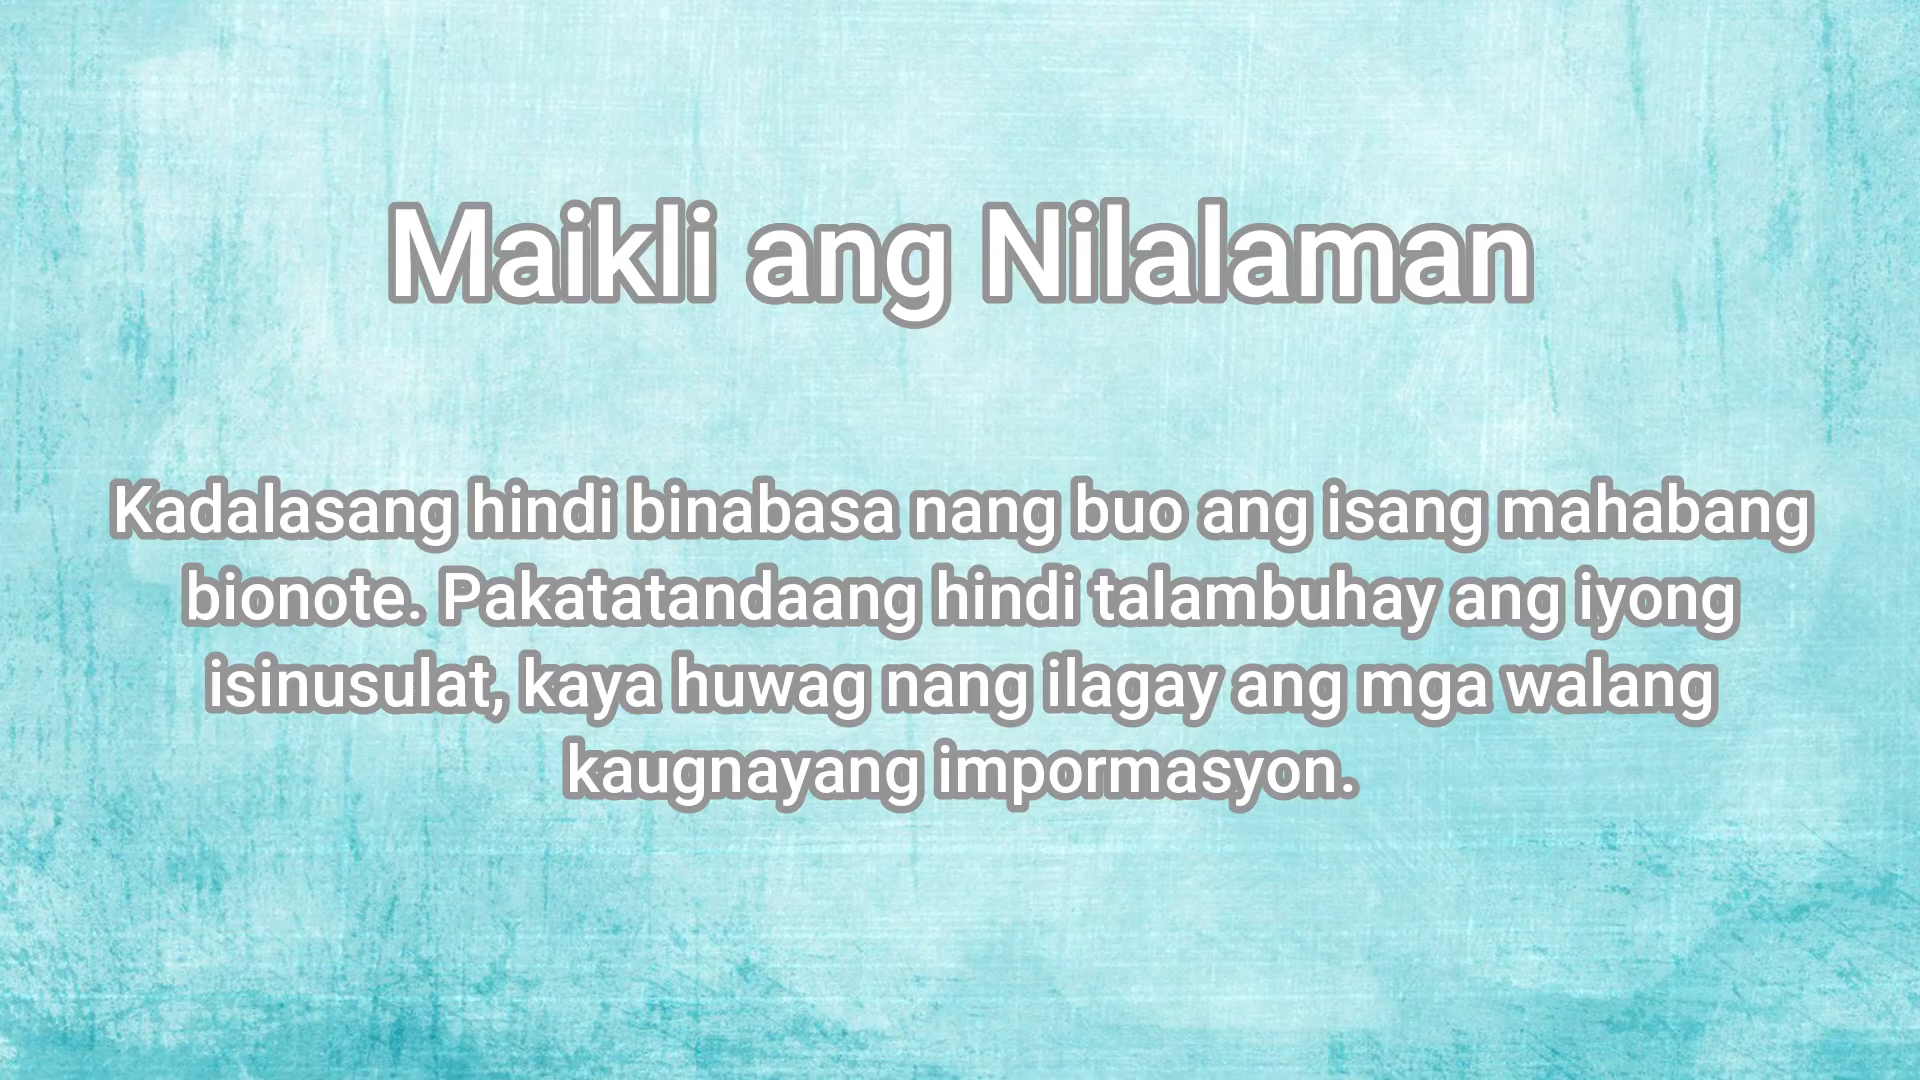 Maikli ang Nilalaman
Kadalasang hindi binabasa nang buo ang isang mahabang
bionote. Pakatatandaang hindi talambuhay ang iyong
isinusulat, kaya huwag nang ilagay ang mga walang
kaugnayang impormasyon.